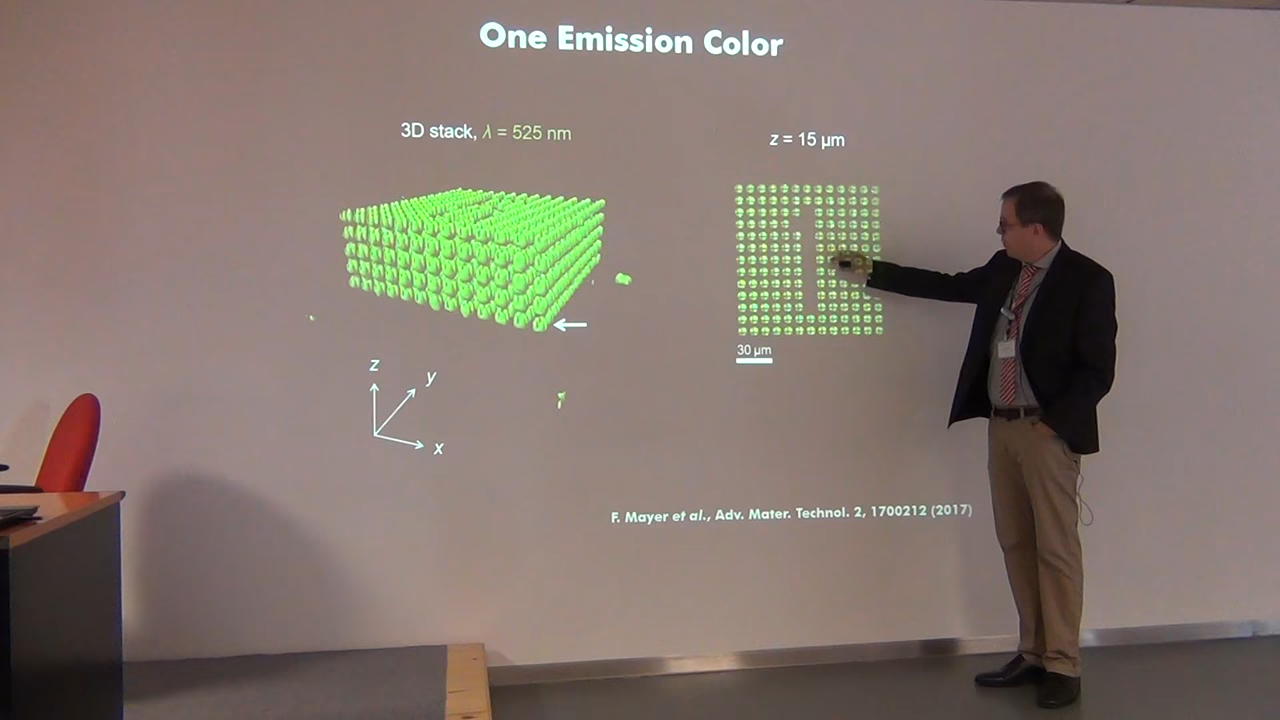 One Emission Color
3D stack, λ = 525 nm
z = 15 µm
30 µm
z
y
x
F. Mayer et al., Adv. Mater. Technol. 2, 1700212 (2017)